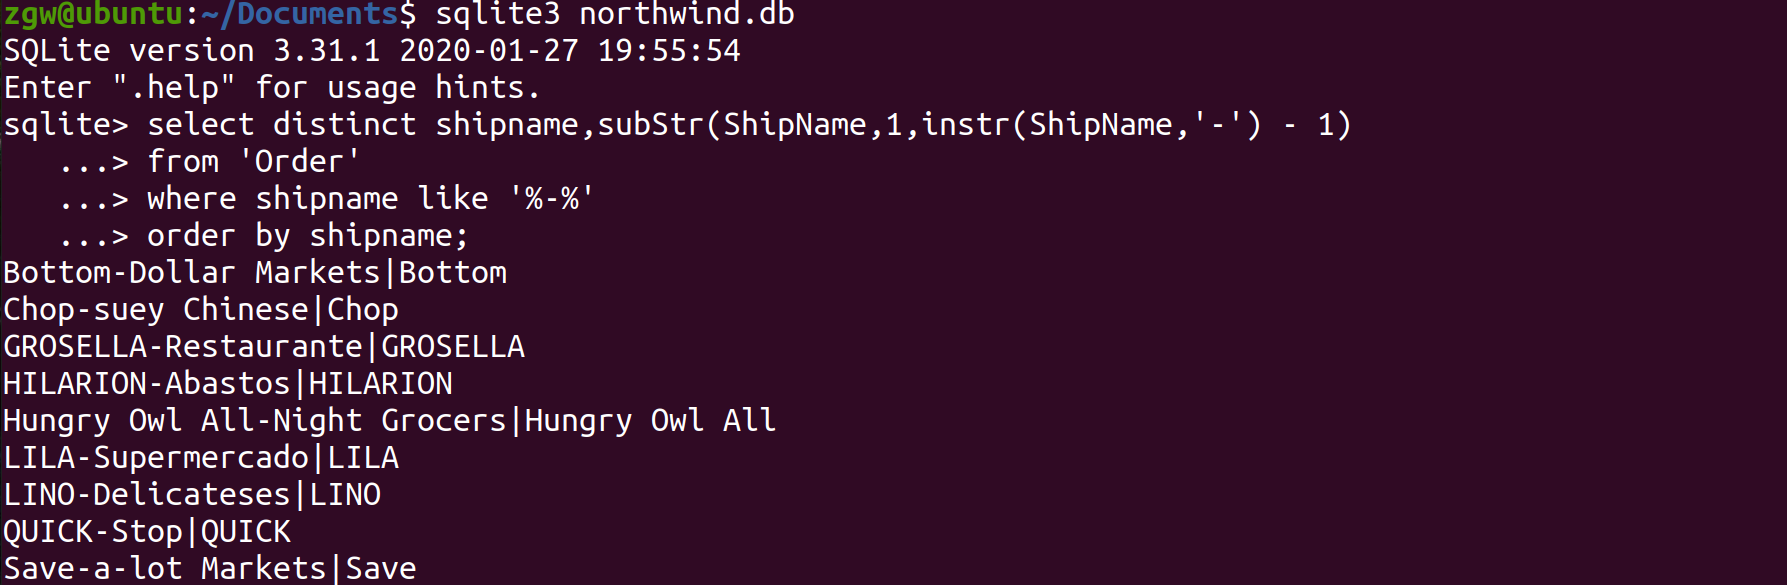 zgw@ubuntu:~/Documents$ sqlite3 northwind.db
SQLite version 3.31.1 2020-01-27 19:55:54
Enter ".help" for usage hints.
sqlite> select distinct shipname,subStr(ShipName,1,instr(ShipName,'-') - 1)
   ...> from 'Order'
   ...> where shipname like '%-%'
   ...> order by shipname;
Bottom-Dollar Markets|Bottom
Chop-suey Chinese|Chop
GROSELLA-Restaurante|GROSELLA
HILARION-Abastos|HILARION
Hungry Owl All-Night Grocers|Hungry Owl All
LILA-Supermercado|LILA
LINO-Delicateses|LINO
QUICK-Stop|QUICK
Save-a-lot Markets|Save